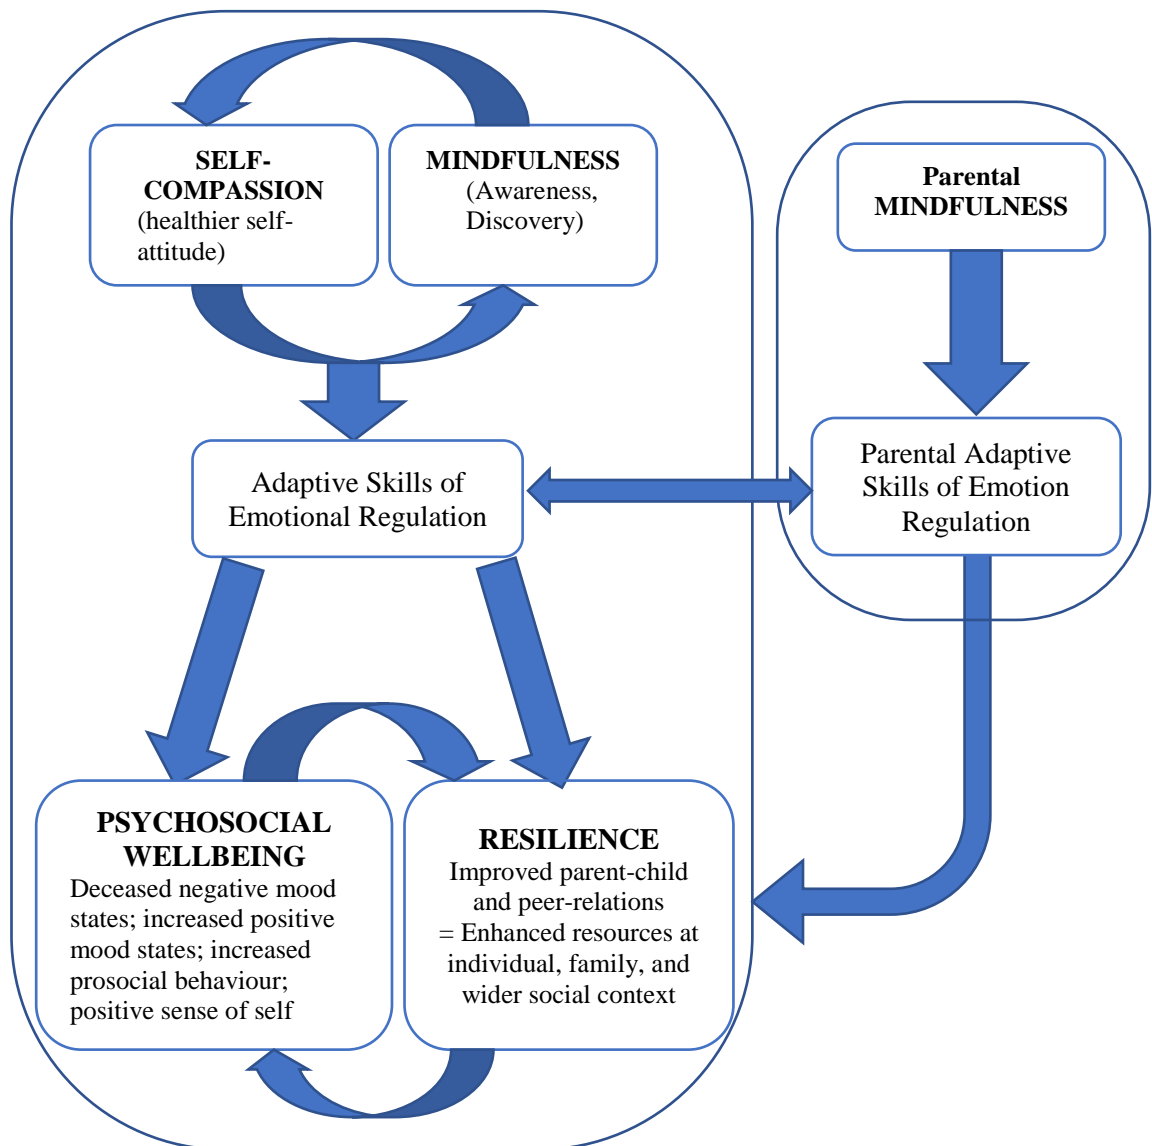 SELF-
COMPASSION
(healthier self-
attitude)
MINDFULNESS
(Awareness,
Discovery)
Parental
MINDFULNESS
Adaptive Skills of
Emotional Regulation
Parental Adaptive
Skills of Emotion
Regulation
PSYCHOSOCIAL
WELLBEING
Deceased negative mood
states; increased positive
mood states; increased
prosocial behaviour;
positive sense of self
RESILIENCE
Improved parent-child
and peer-relations
= Enhanced resources at
individual, family, and
wider social context